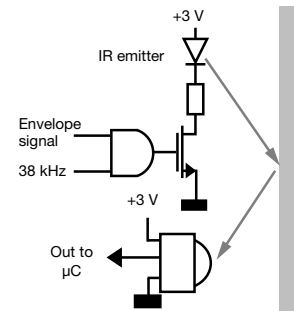 +3 V
IR emitter
Envelope
signal
38 kHz
+3 V
Out to
µC